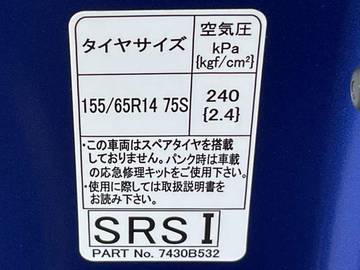 タイヤサイズ 空気圧
kPa
{kgf/cm²}
155/65R14 75S 240
{2.4}
・この車両はスペアタイヤを搭載
しておりません。パンク時は車載
の応急修理キットをご使用下さい。
・使用に際しては取扱説明書を
お読み下さい。
SRS I
PART No. 7430B532